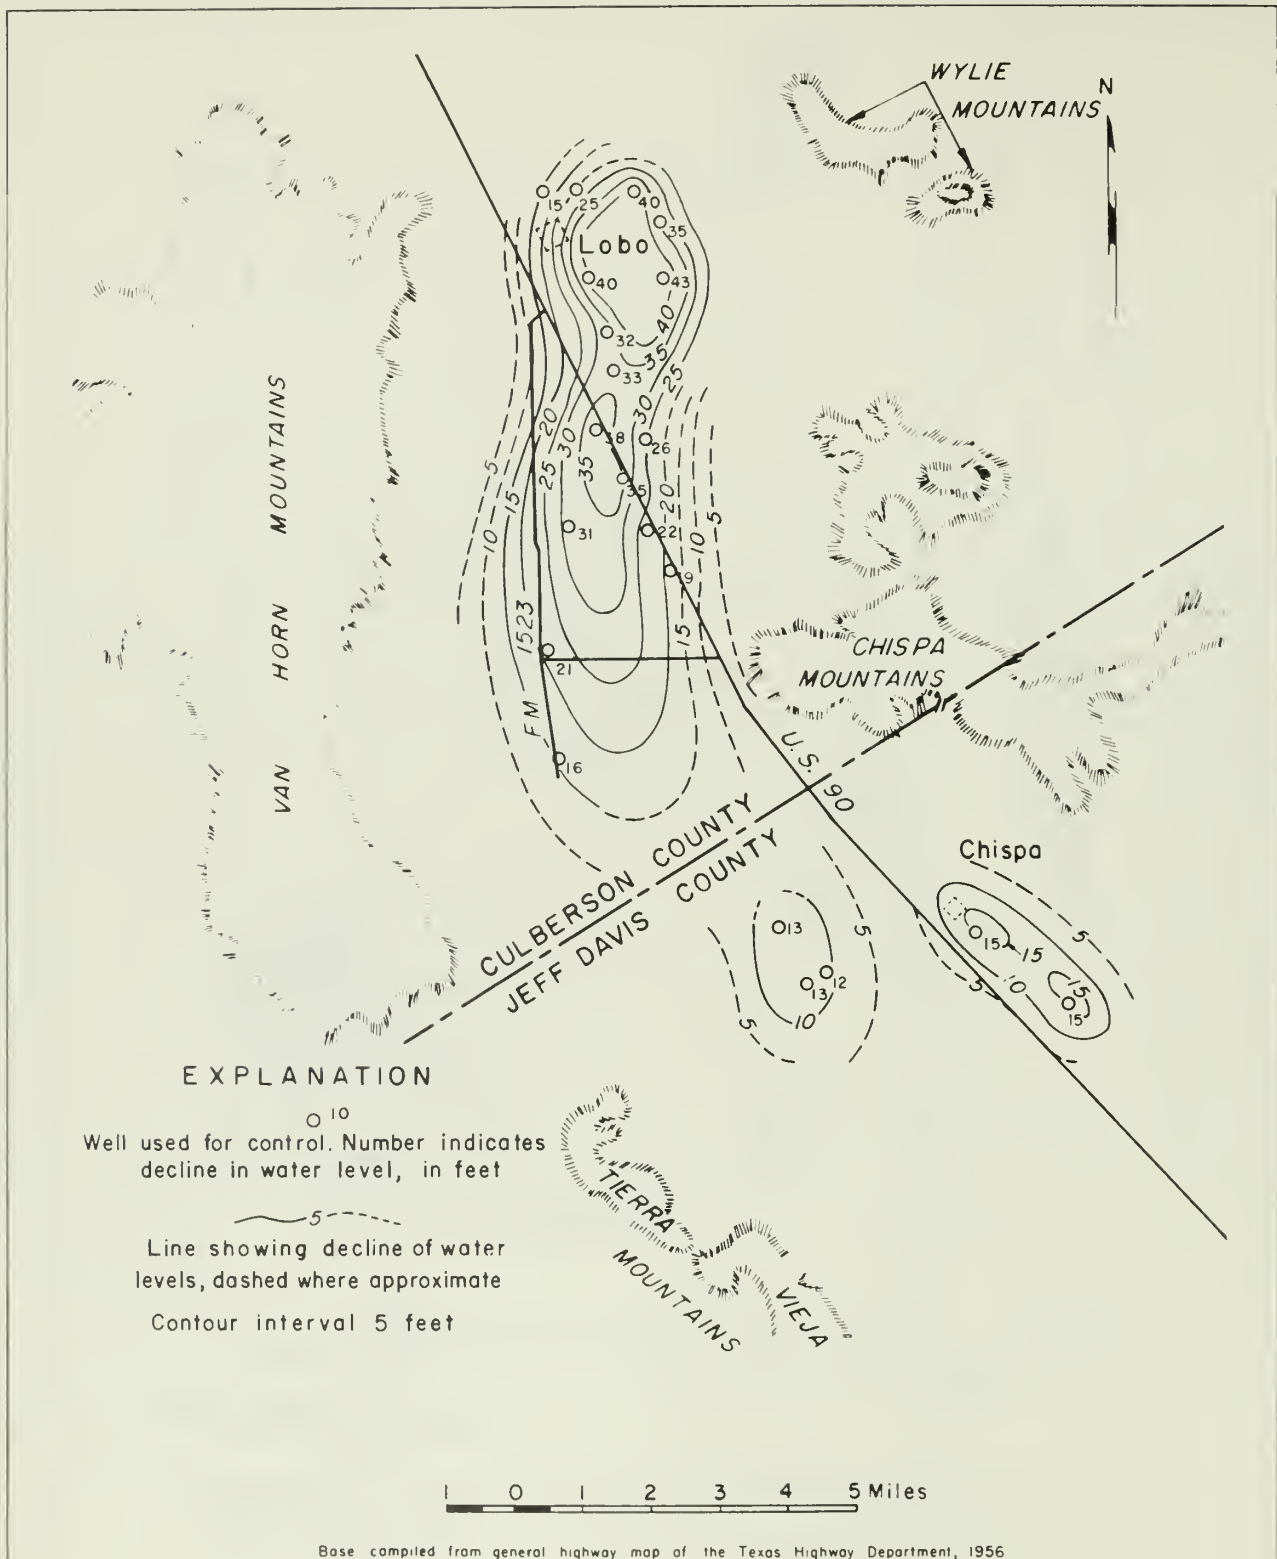 WYLIE
MOUNTAINS
N
15
25
40
35
Lobo
40
43
40
32
35
33
25
30
20
30
38
26
5
10
15
25
35
35
20
10
5
31
22
9
15
1523
FM
21
16
VAN HORN MOUNTAINS
CHISPA
MOUNTAINS
U.S. 90
CULBERSON COUNTY
JEFF DAVIS COUNTY
Chispa
13
5
12
13
10
5
15
15
5
15
10
15
5
EXPLANATION
10
Well used for control. Number indicates
decline in water level, in feet
5
Line showing decline of water
levels, dashed where approximate
Contour interval 5 feet
TIERRA
VIEJA
MOUNTAINS
1 0 1 2 3 4 5 Miles
Base compiled from general highway map of the Texas Highway Department, 1956